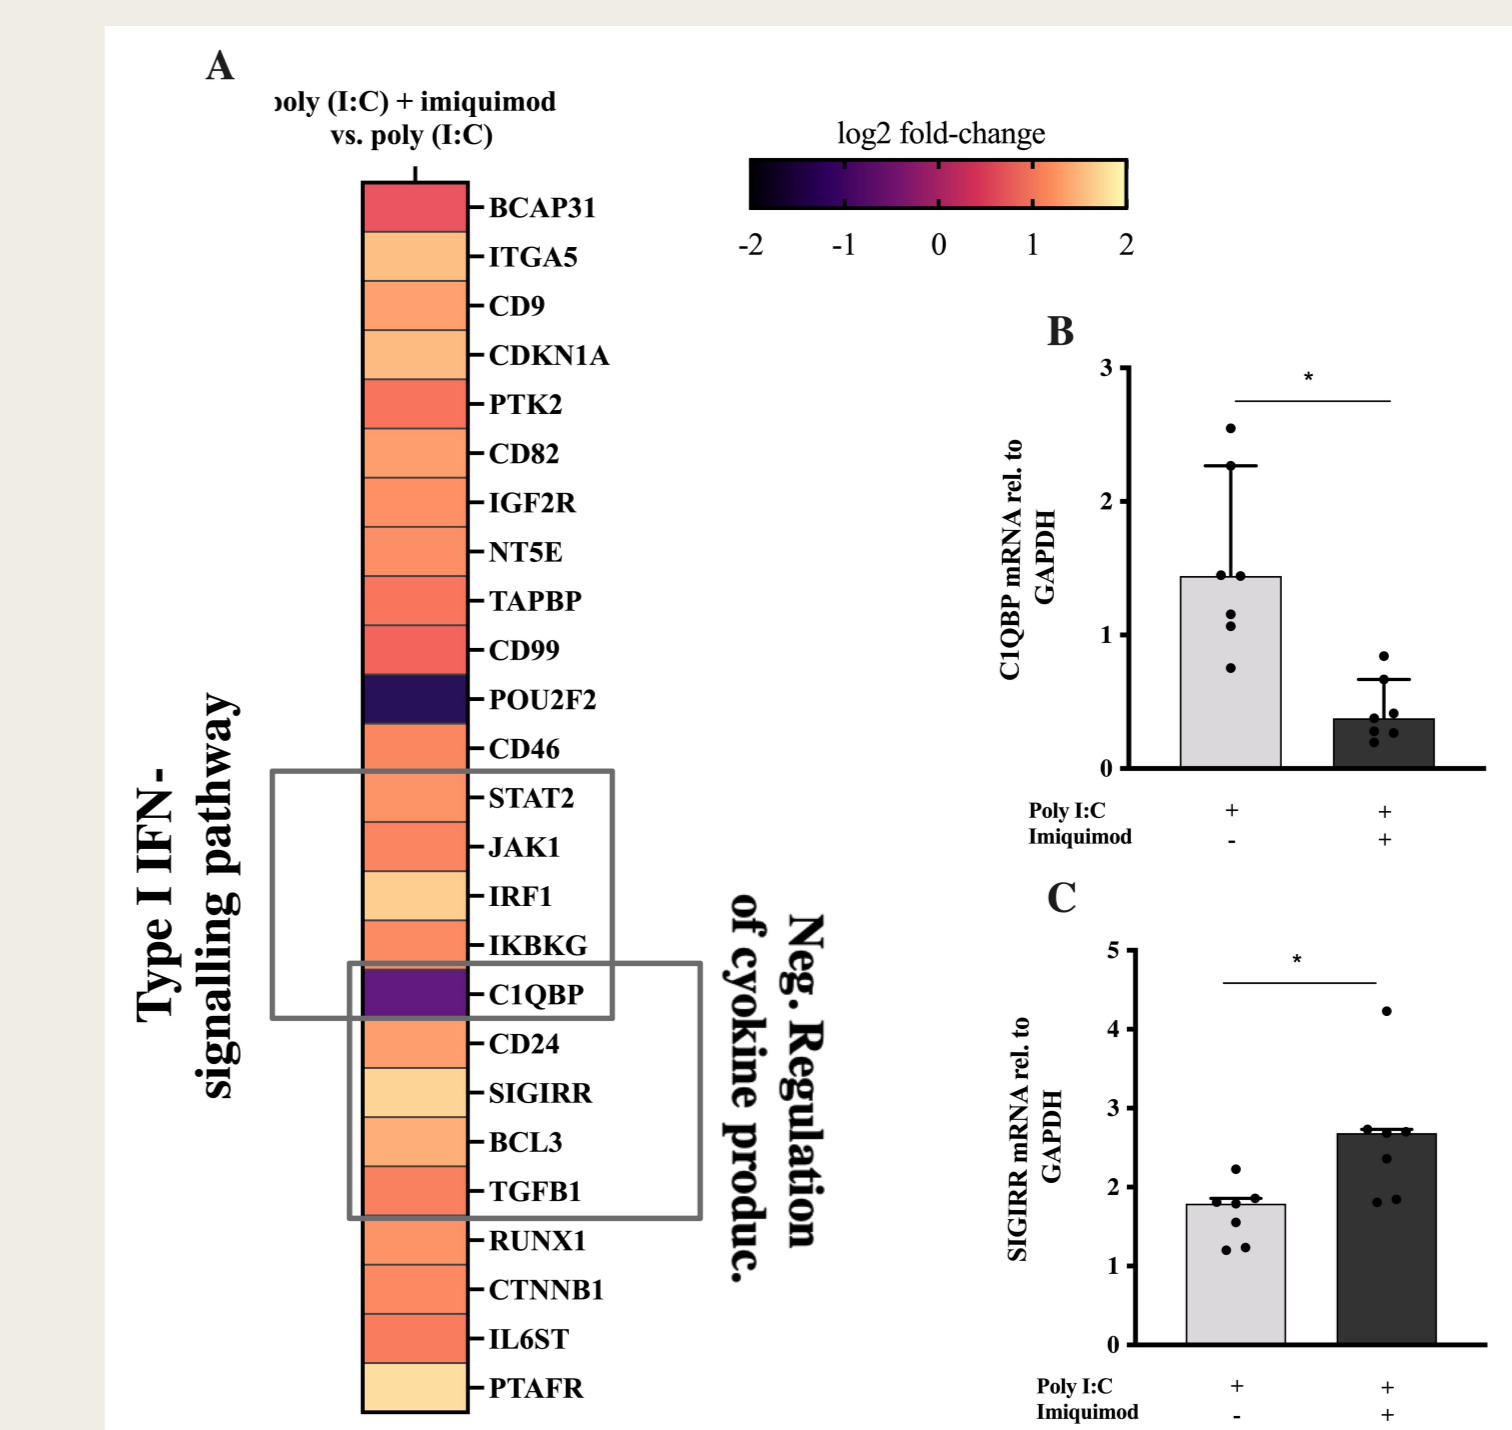 A
poly (I:C) + imiquimod
vs. poly (I:C)
log2 fold-change
-2 -1 0 1 2
BCAP31
ITGA5
CD9
CDKN1A
PTK2
CD82
IGF2R
NT5E
TAPBP
CD99
POU2F2
CD46
STAT2
JAK1
IRF1
IKBKG
C1QBP
CD24
SIGIRR
BCL3
TGFB1
RUNX1
CTNNB1
IL6ST
PTAFR
Type I IFN-
signalling pathway
Neg. Regulation
of cyokine produc.
B
C1QBP mRNA rel. to
GAPDH
3
2
1
0
*
Poly I:C + +
Imiquimod - +
C
SIGIRR mRNA rel. to
GAPDH
5
4
3
2
1
0
*
Poly I:C + +
Imiquimod - +